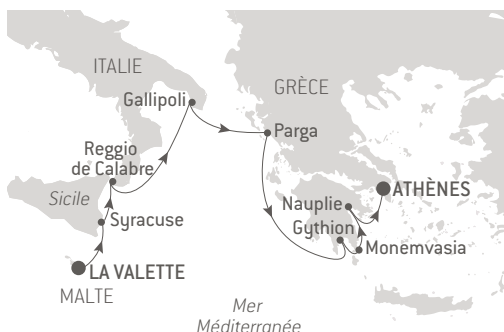 ITALIE
Gallipoli
GRÈCE
Parga
Reggio
de Calabre
Sicile
Syracuse
Nauplie
ATHÈNES
Gythion
Monemvasia
LA VALETTE
MALTE
Mer
Méditerranée